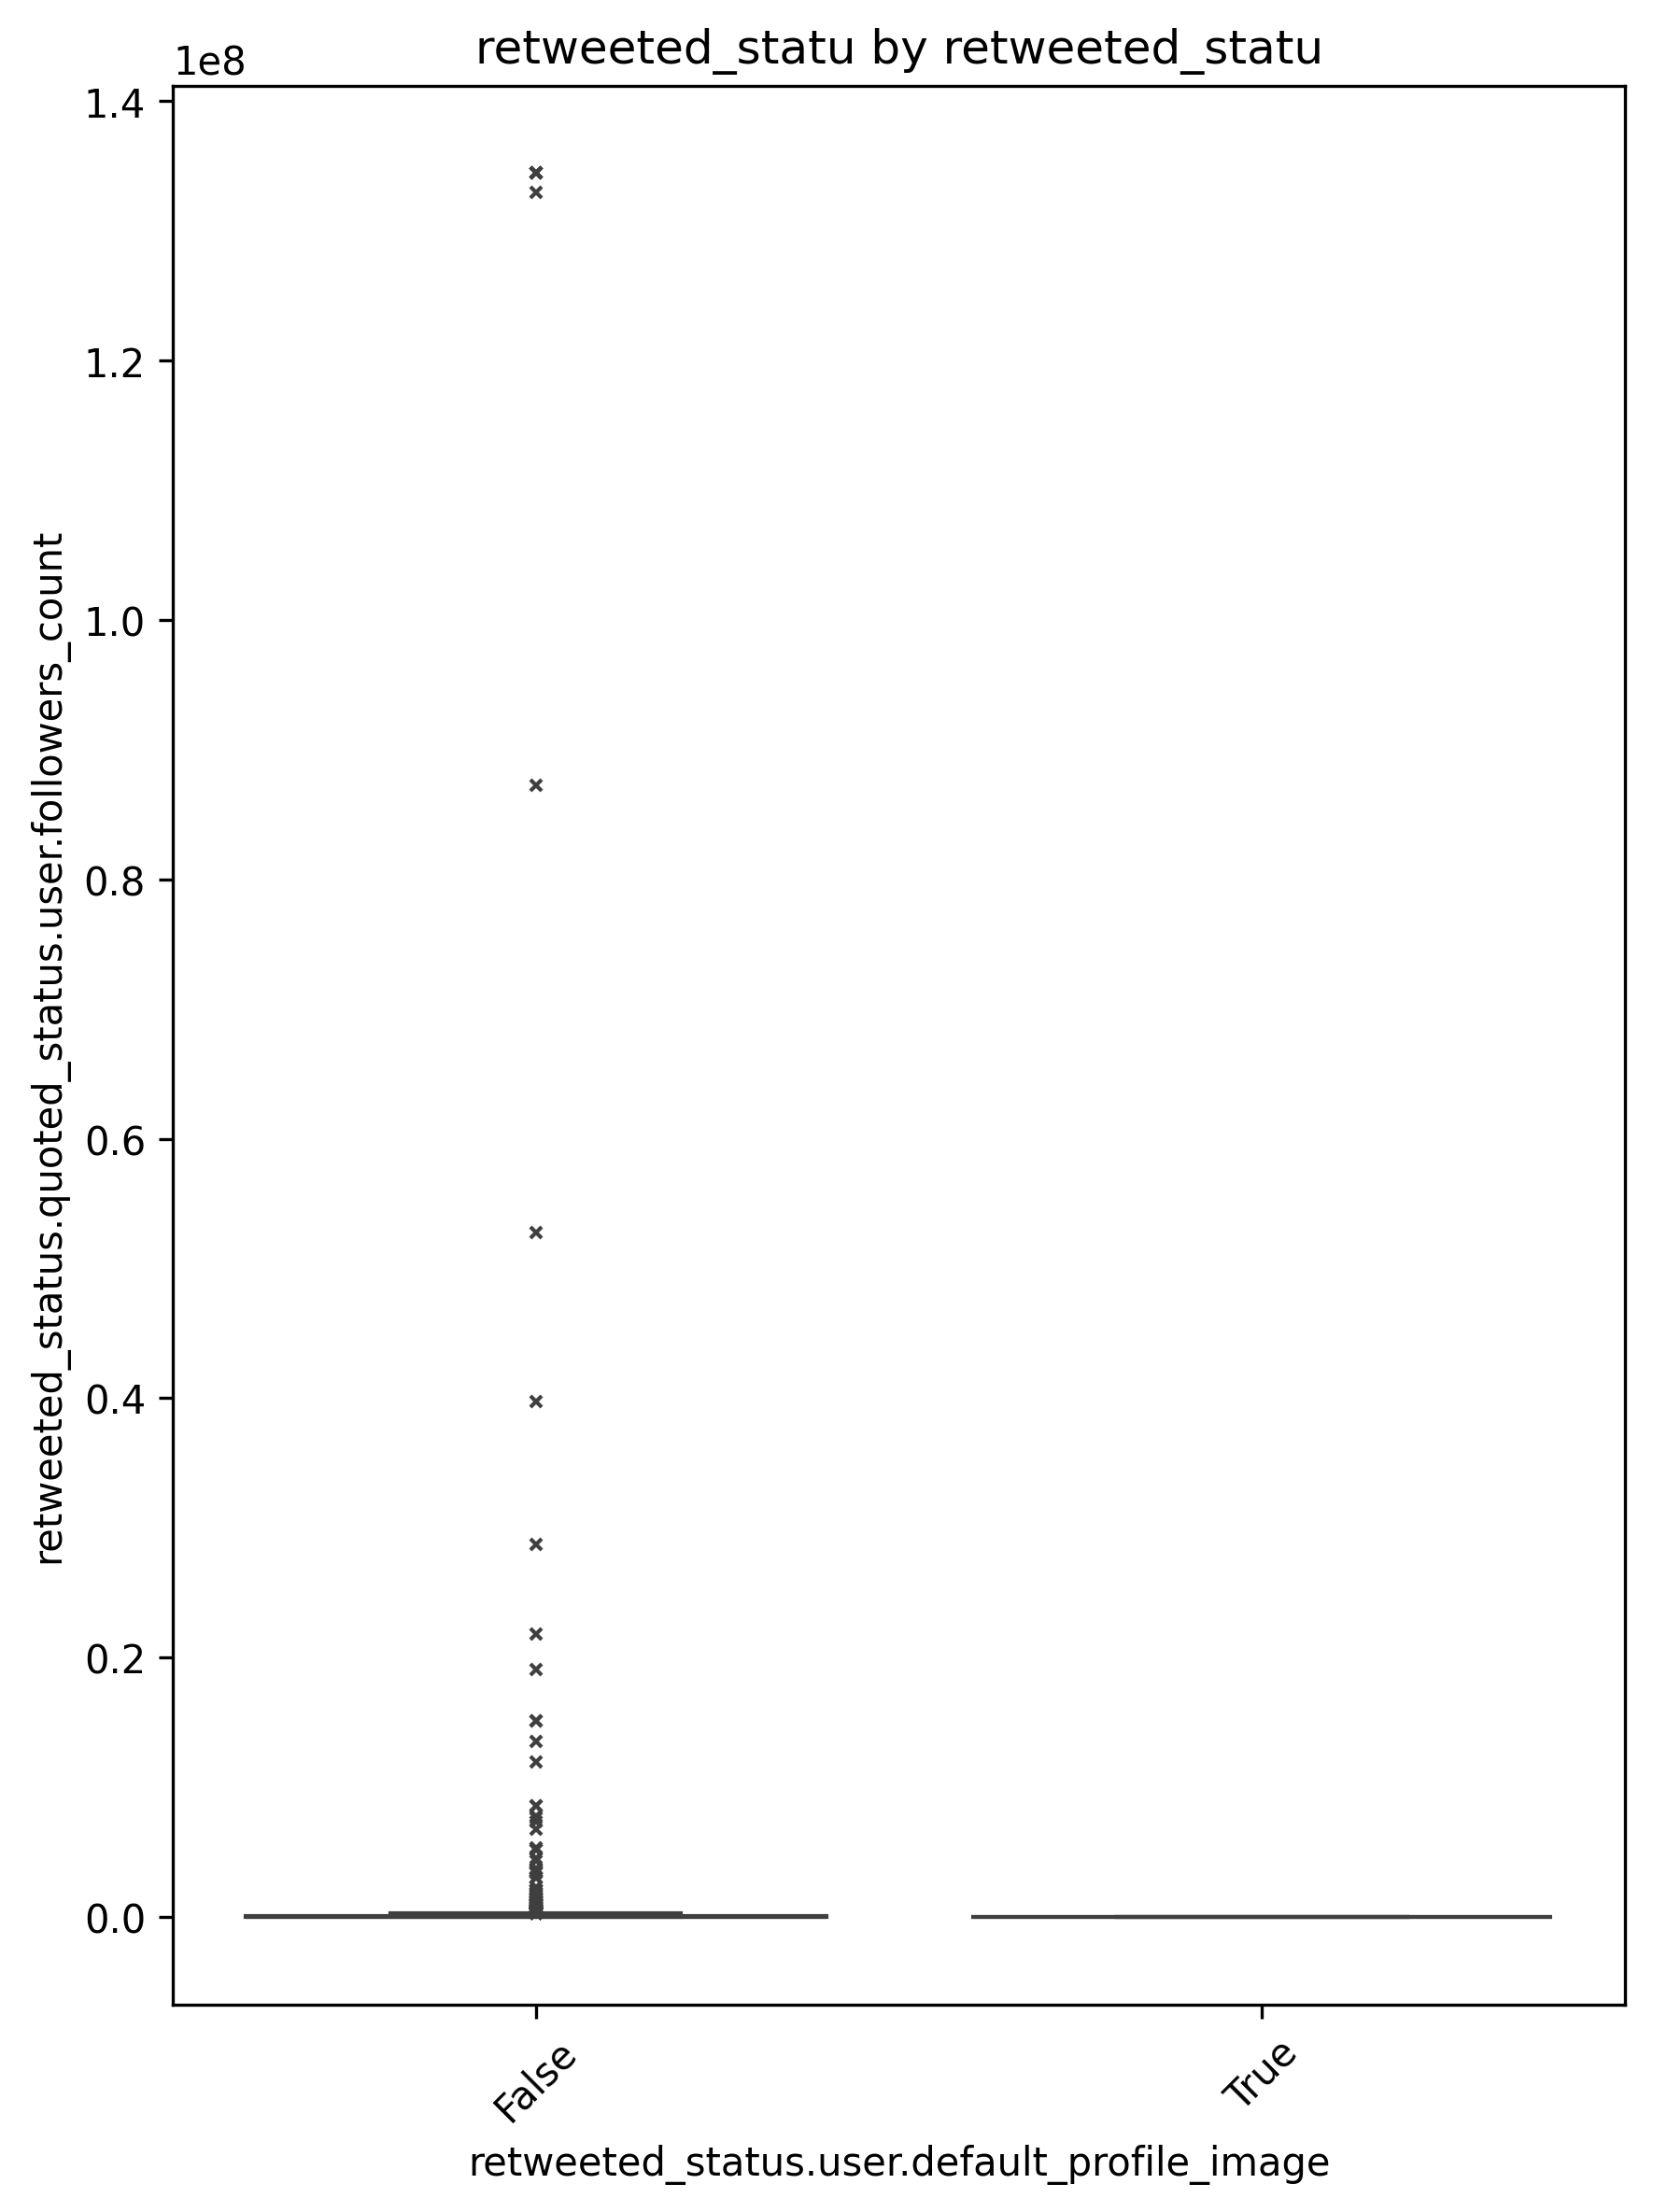 retweeted_statu by retweeted_statu
1e8
1.4
1.2
1.0
0.8
0.6
0.4
0.2
0.0
retweeted_status.quoted_status.user.followers_count
False
True
retweeted_status.user.default_profile_image